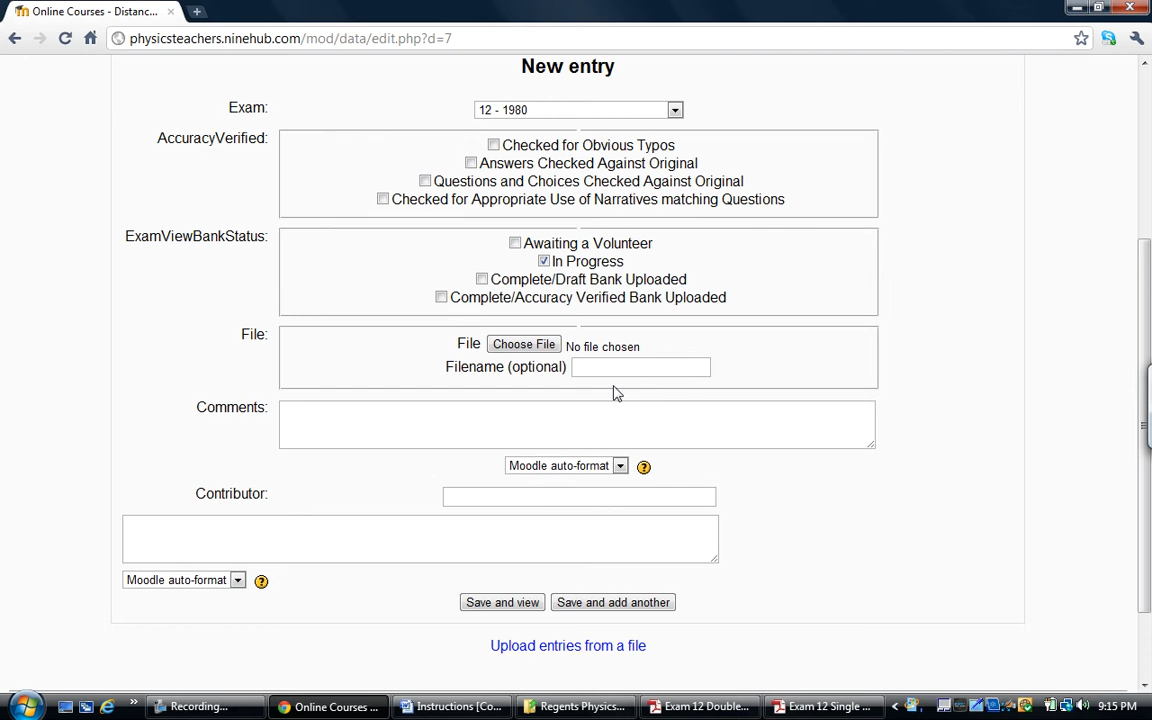 Online Courses - Distanc...
physicsteachers.ninehub.com/mod/data/edit.php?d=7
New entry
Exam:
12 - 1980
AccuracyVerified:
Checked for Obvious Typos
Answers Checked Against Original
Questions and Choices Checked Against Original
Checked for Appropriate Use of Narratives matching Questions
ExamViewBankStatus:
Awaiting a Volunteer
In Progress
Complete/Draft Bank Uploaded
Complete/Accuracy Verified Bank Uploaded
File:
File Choose File No file chosen
Filename (optional)
Comments:
Moodle auto-format ?
Contributor:
Moodle auto-format ?
Save and view Save and add another
Upload entries from a file
Recording... Online Courses ... Instructions [Co... Regents Physics... Exam 12 Double... Exam 12 Single ... 9:15 PM